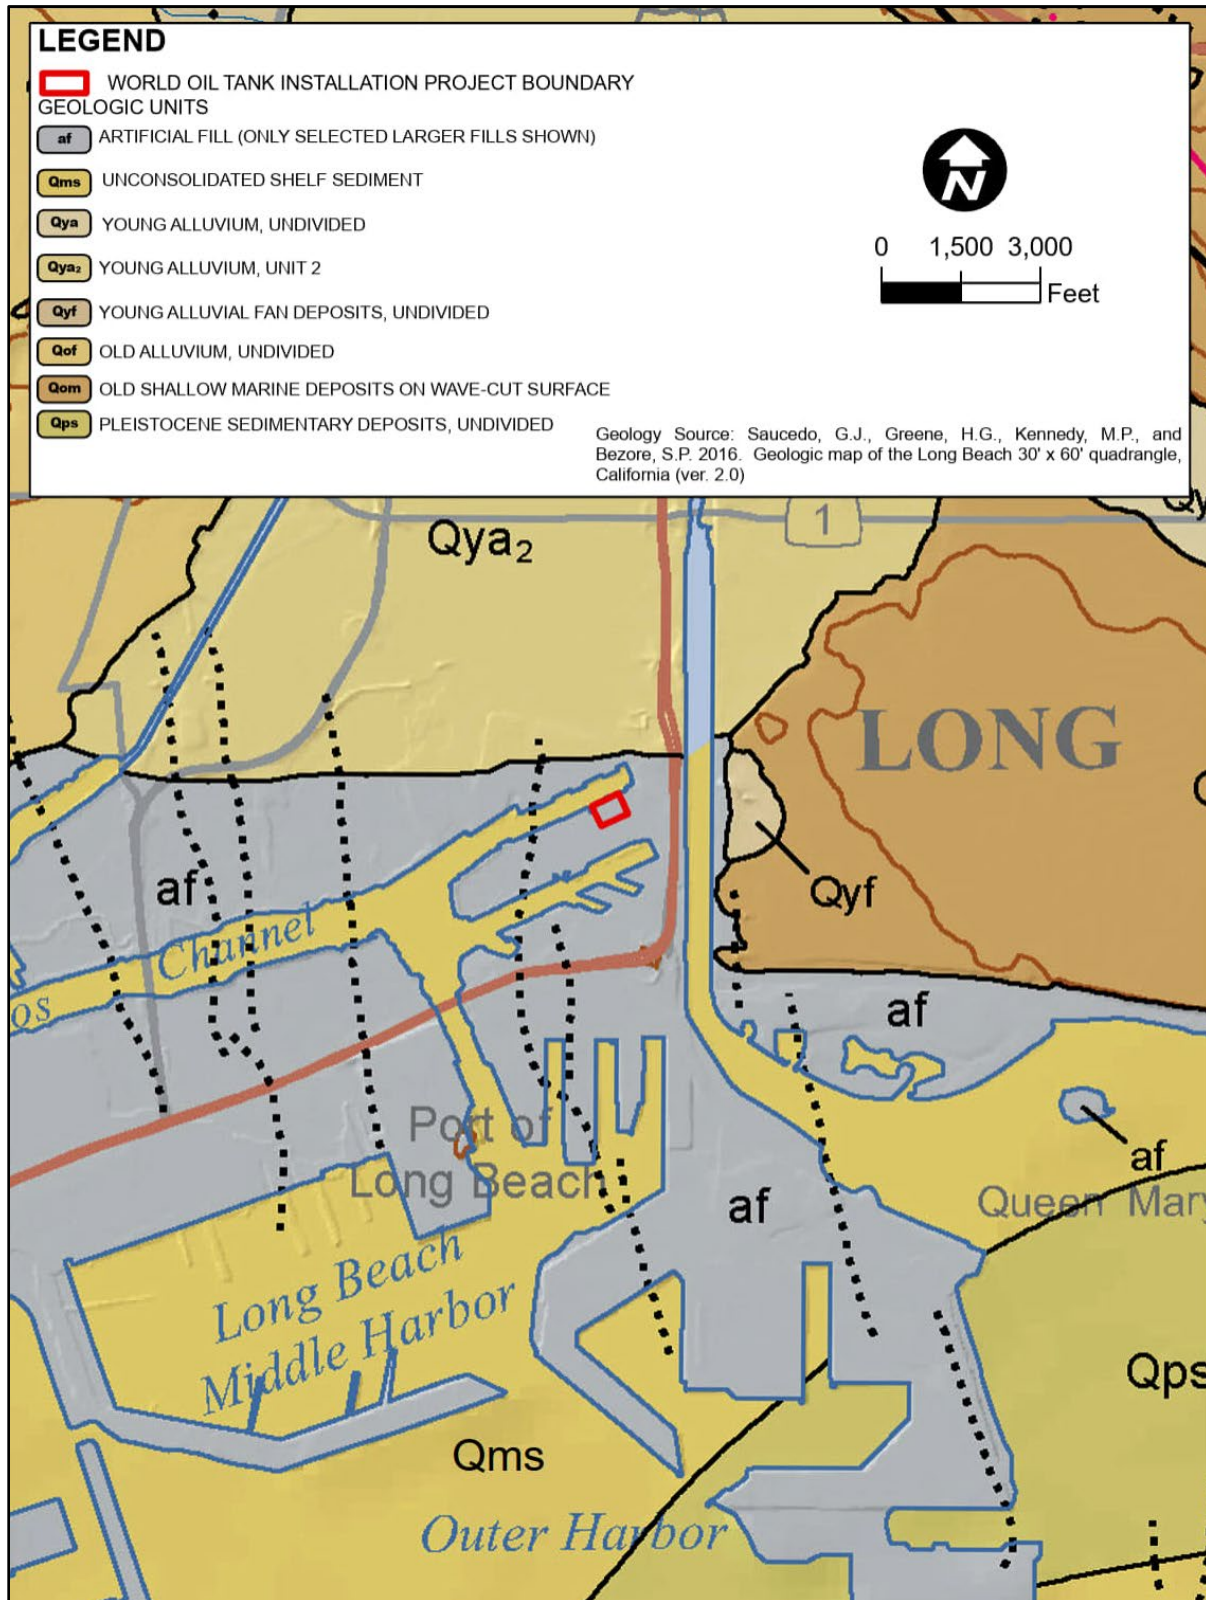 LEGEND
WORLD OIL TANK INSTALLATION PROJECT BOUNDARY
GEOLOGIC UNITS
af ARTIFICIAL FILL (ONLY SELECTED LARGER FILLS SHOWN)
Qms UNCONSOLIDATED SHELF SEDIMENT
Qya YOUNG ALLUVIUM, UNDIVIDED
Qya₂ YOUNG ALLUVIUM, UNIT 2
Qyf YOUNG ALLUVIAL FAN DEPOSITS, UNDIVIDED
Qof OLD ALLUVIUM, UNDIVIDED
Qom OLD SHALLOW MARINE DEPOSITS ON WAVE-CUT SURFACE
Qps PLEISTOCENE SEDIMENTARY DEPOSITS, UNDIVIDED
N
0 1,500 3,000
Feet
Geology Source: Saucedo, G.J., Greene, H.G., Kennedy, M.P., and
Bezore, S.P. 2016. Geologic map of the Long Beach 30' x 60' quadrangle,
California (ver. 2.0)
Qy
1
Qya₂
LONG
af
Qyf
Channel
os
af
Port of
Long Beach
af
af
Queen Mary
Long Beach
Middle Harbor
Qps
Qms
Outer Harbor